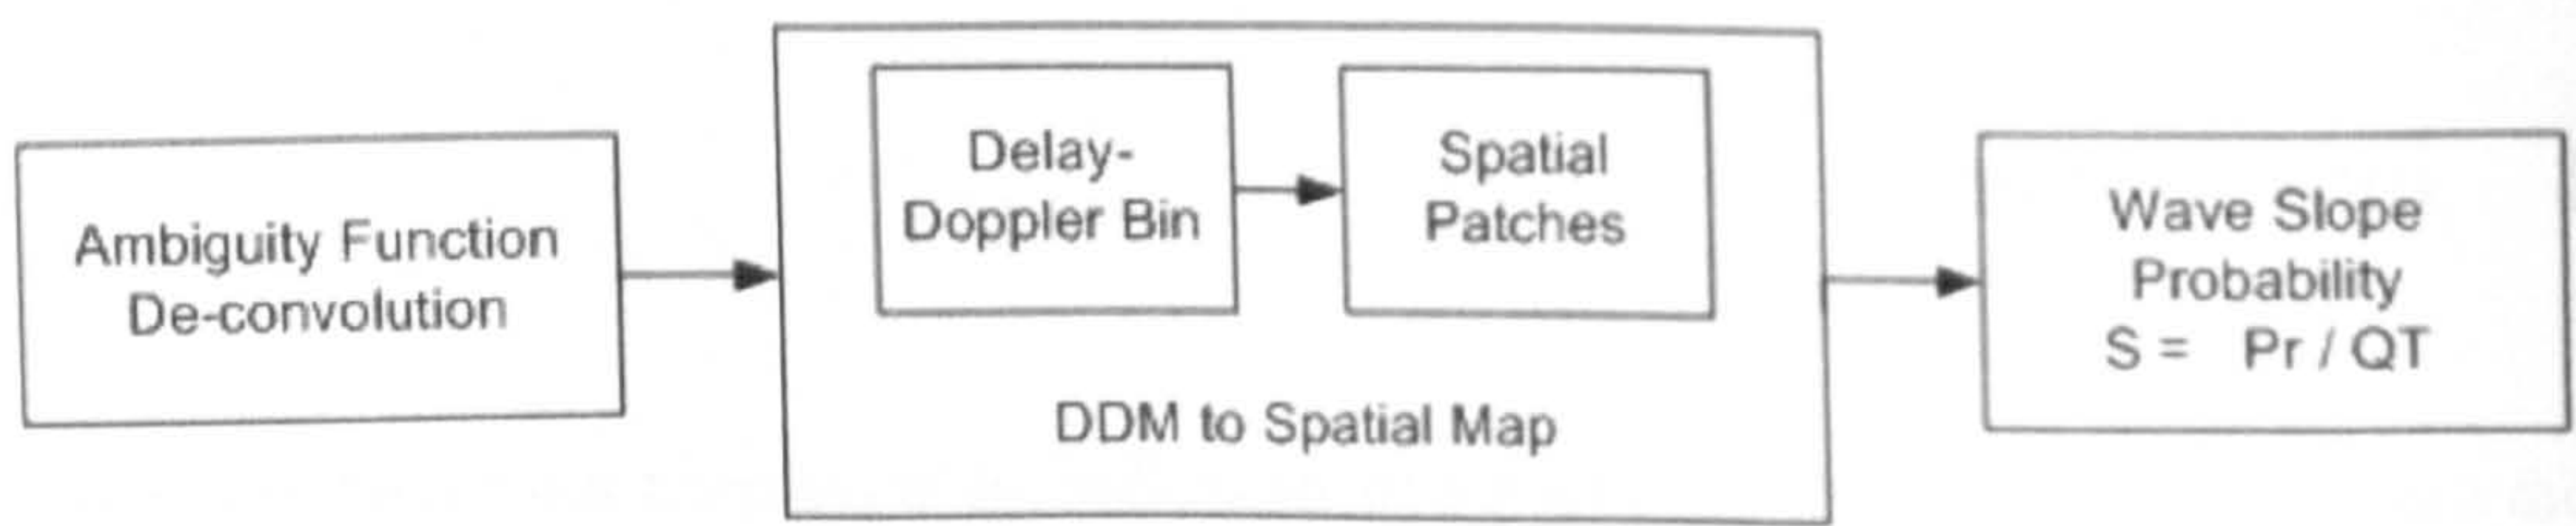 Ambiguity Function
De-convolution
Delay-
Doppler Bin
Spatial
Patches
DDM to Spatial Map
Wave Slope
Probability
S = Pr / QT